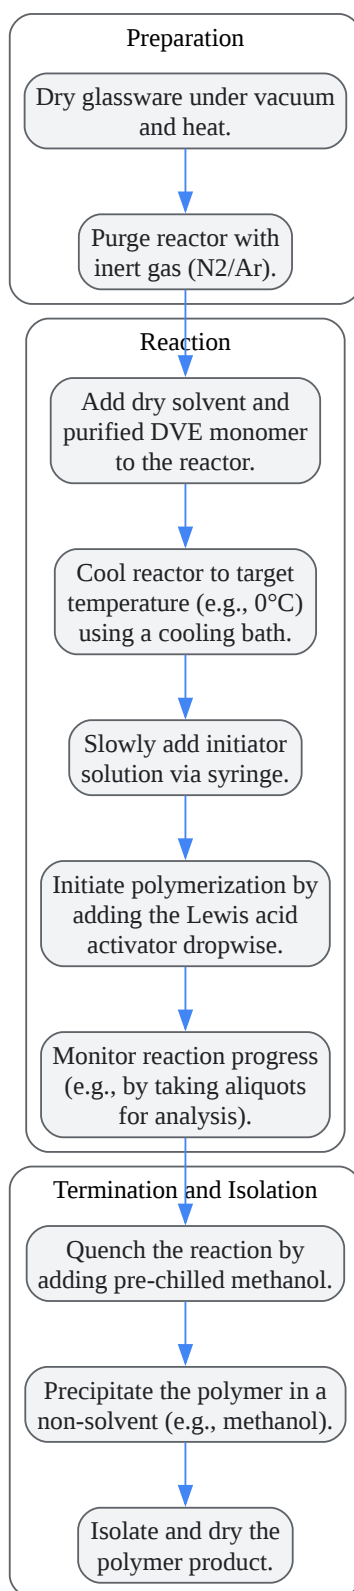 Preparation
Dry glassware under vacuum
and heat.
Purge reactor with
inert gas (N2/Ar).
Reaction
Add dry solvent and
purified DVE monomer
to the reactor.
Cool reactor to target
temperature (e.g., 0°C)
using a cooling bath.
Slowly add initiator
solution via syringe.
Initiate polymerization by
adding the Lewis acid
activator dropwise.
Monitor reaction progress
(e.g., by taking aliquots
for analysis).
Termination and Isolation
Quench the reaction by
adding pre-chilled methanol.
Precipitate the polymer in a
non-solvent (e.g., methanol).
Isolate and dry the
polymer product.